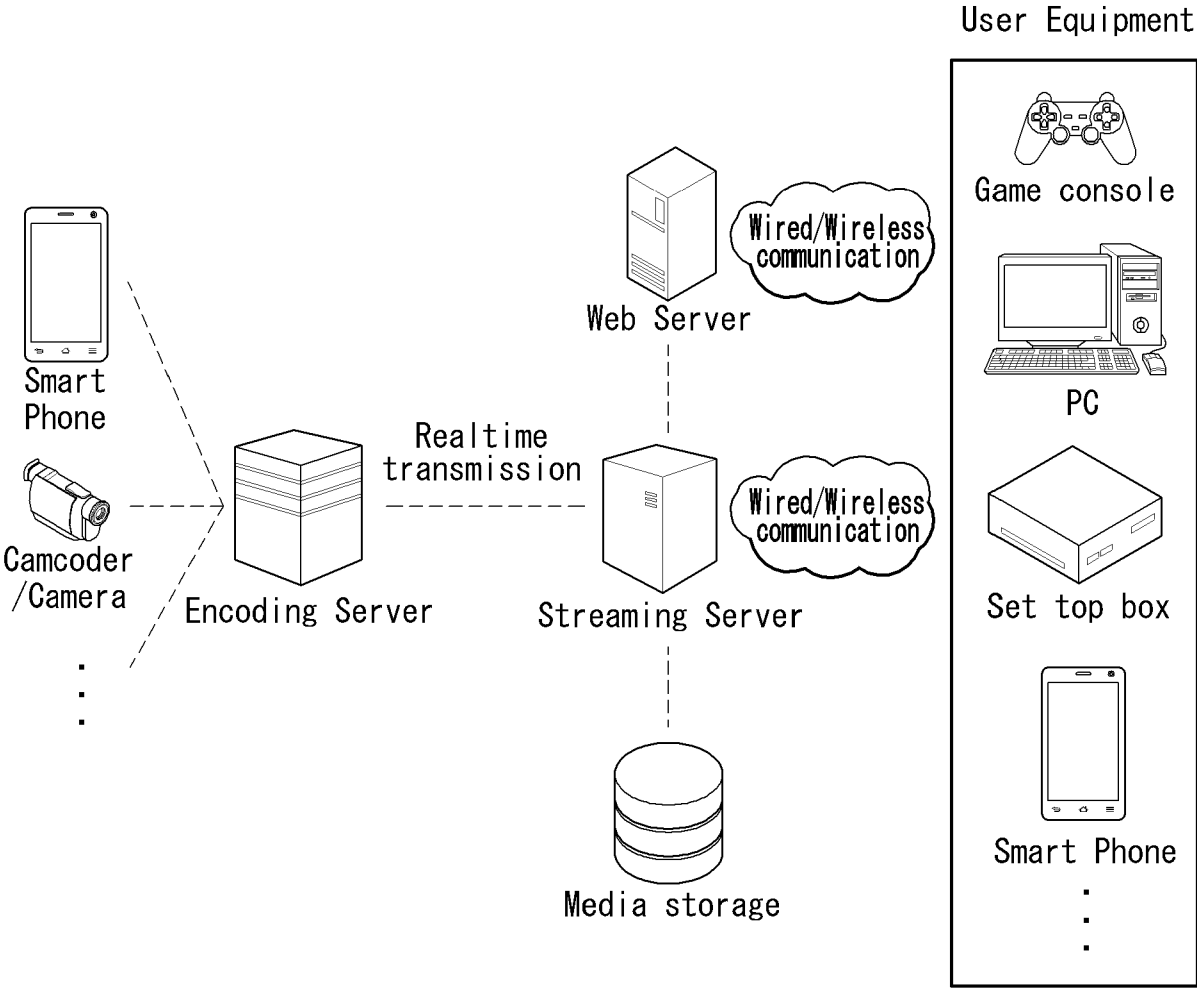 User Equipment
Game console
Wired/Wireless
communication
Web Server
Smart
Phone
PC
Realtime
transmission
Wired/Wireless
communication
Camcoder
/Camera
Encoding Server
Streaming Server
Set top box
Smart Phone
Media storage